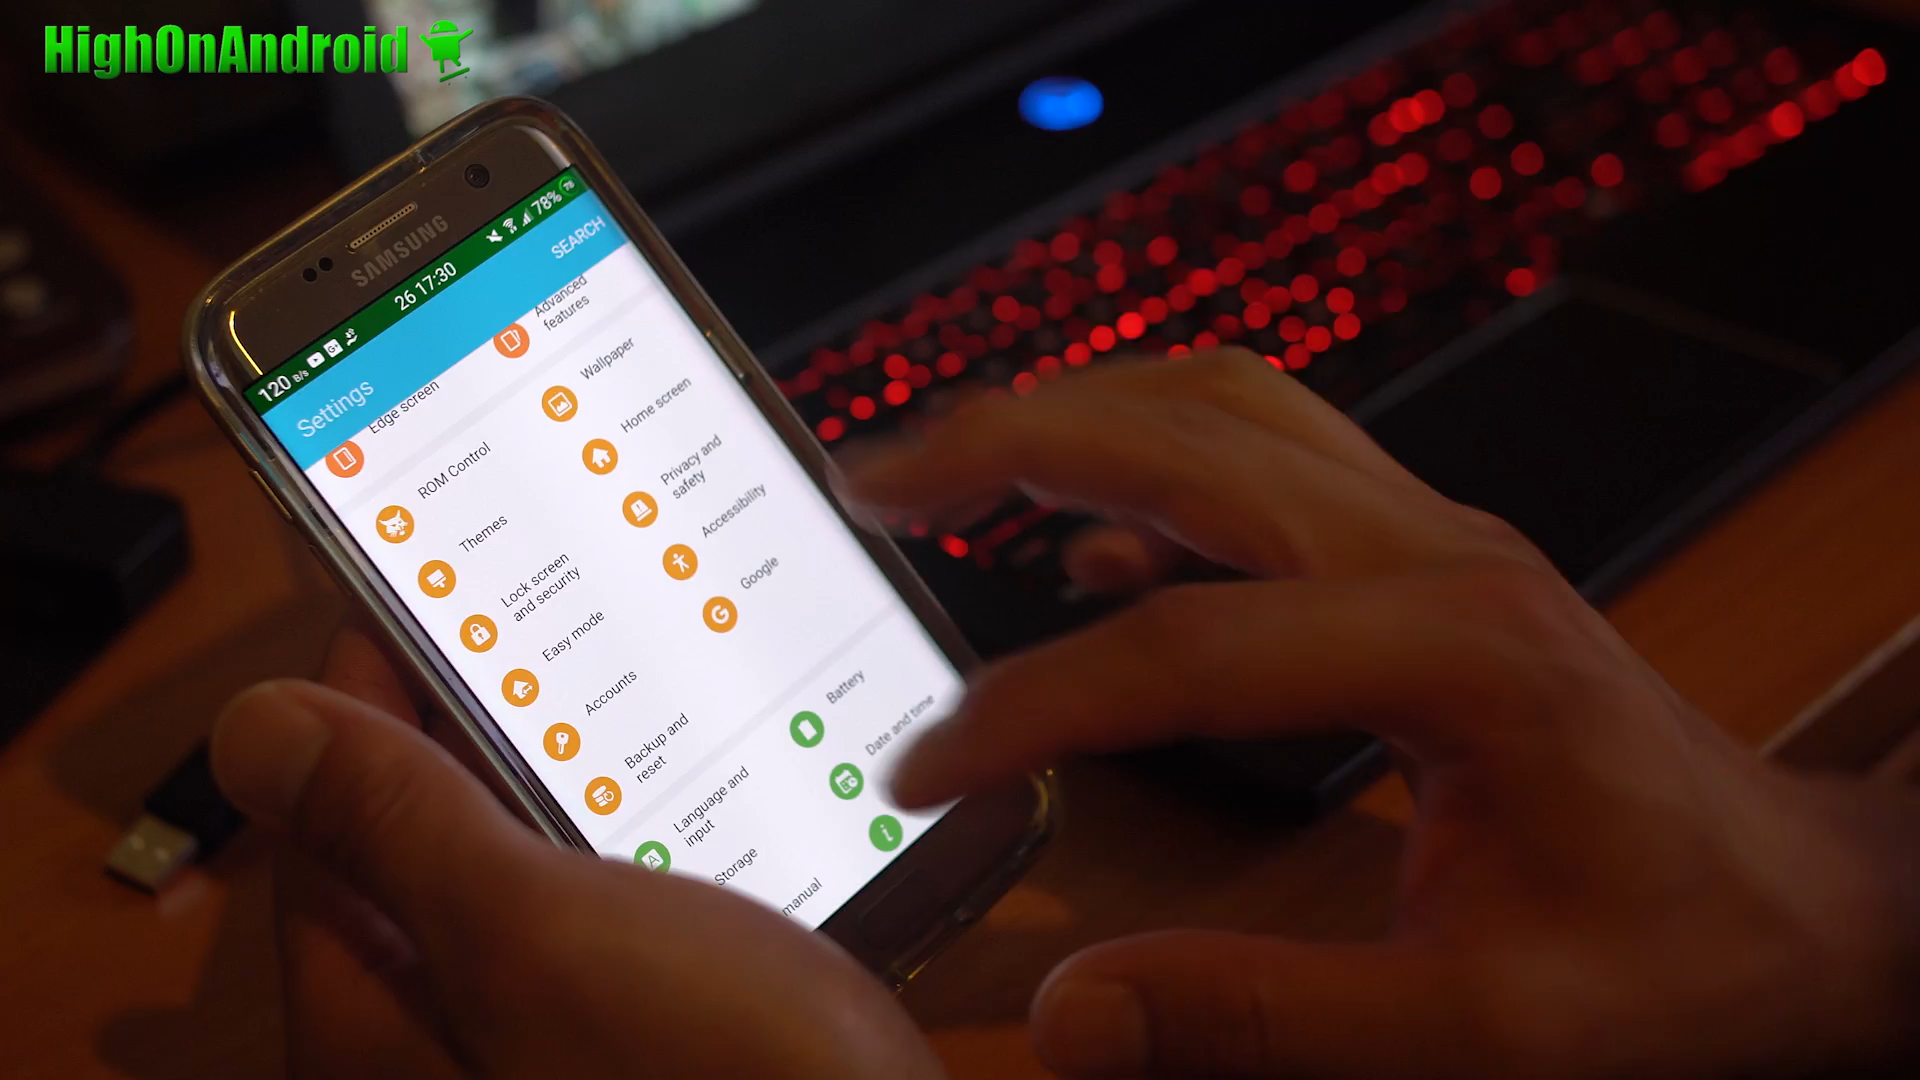 HighOnAndroid
SAMSUNG
120 B/s 26 17:30 78% 78
Settings SEARCH
Edge screen
Advanced
features
ROM Control
Wallpaper
Themes
Home screen
Lock screen
and security
Privacy and
safety
Easy mode
Accessibility
Accounts
Google
Backup and
reset
Language and
input
Battery
Storage
Date and time
manual